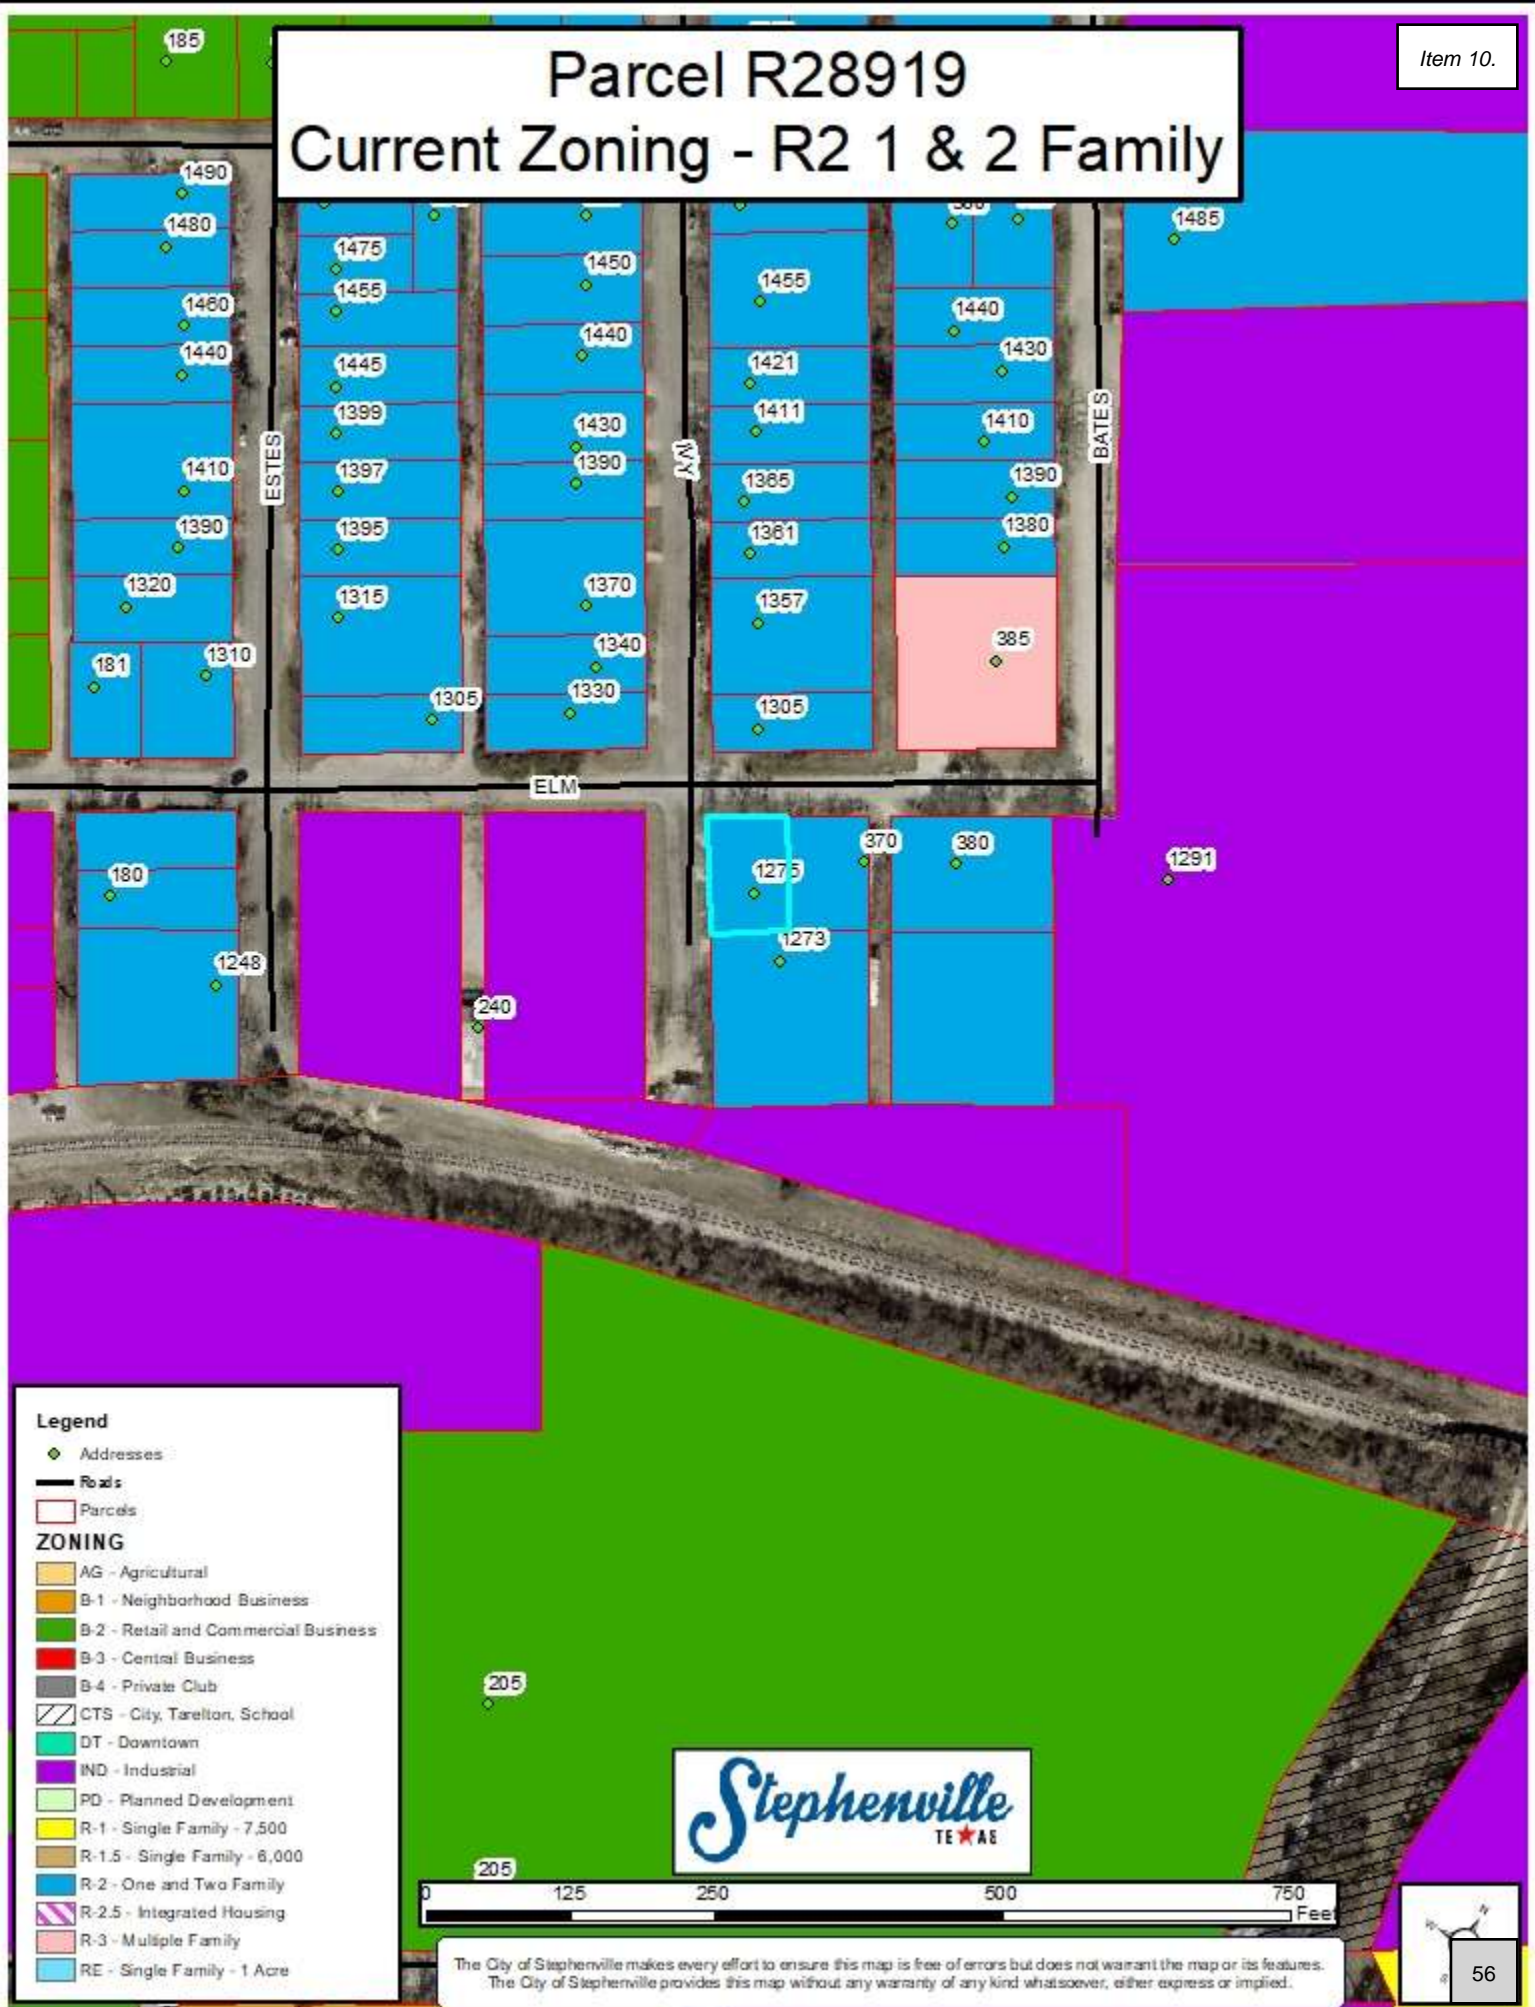 Item 10.
Parcel R28919
Current Zoning - R2 1 & 2 Family
185
1490
1480
1475
1455
1460
1440
1445
1399
1410
1397
1390
1395
1320
1315
181
1310
1305
1450
1440
1430
1390
1370
1340
1330
1455
1421
1411
1365
1361
1357
1305
1440
1430
1410
1390
1380
385
1485
ESTES
WY
BATES
ELM
180
1248
240
1275
370
380
1273
1291
205
205
Legend
Addresses
Roads
Parcels
ZONING
AG - Agricultural
B-1 - Neighborhood Business
B-2 - Retail and Commercial Business
B-3 - Central Business
B-4 - Private Club
CTS - City, Tarelton, School
DT - Downtown
IND - Industrial
PD - Planned Development
R-1 - Single Family - 7,500
R-1.5 - Single Family - 6,000
R-2 - One and Two Family
R-2.5 - Integrated Housing
R-3 - Multiple Family
RE - Single Family - 1 Acre
Stephenville
TEXAS
0 125 250 500 750
Feet
The City of Stephenville makes every effort to ensure this map is free of errors but does not warrant the map or its features.
The City of Stephenville provides this map without any warranty of any kind whatsoever, either express or implied.
N
56